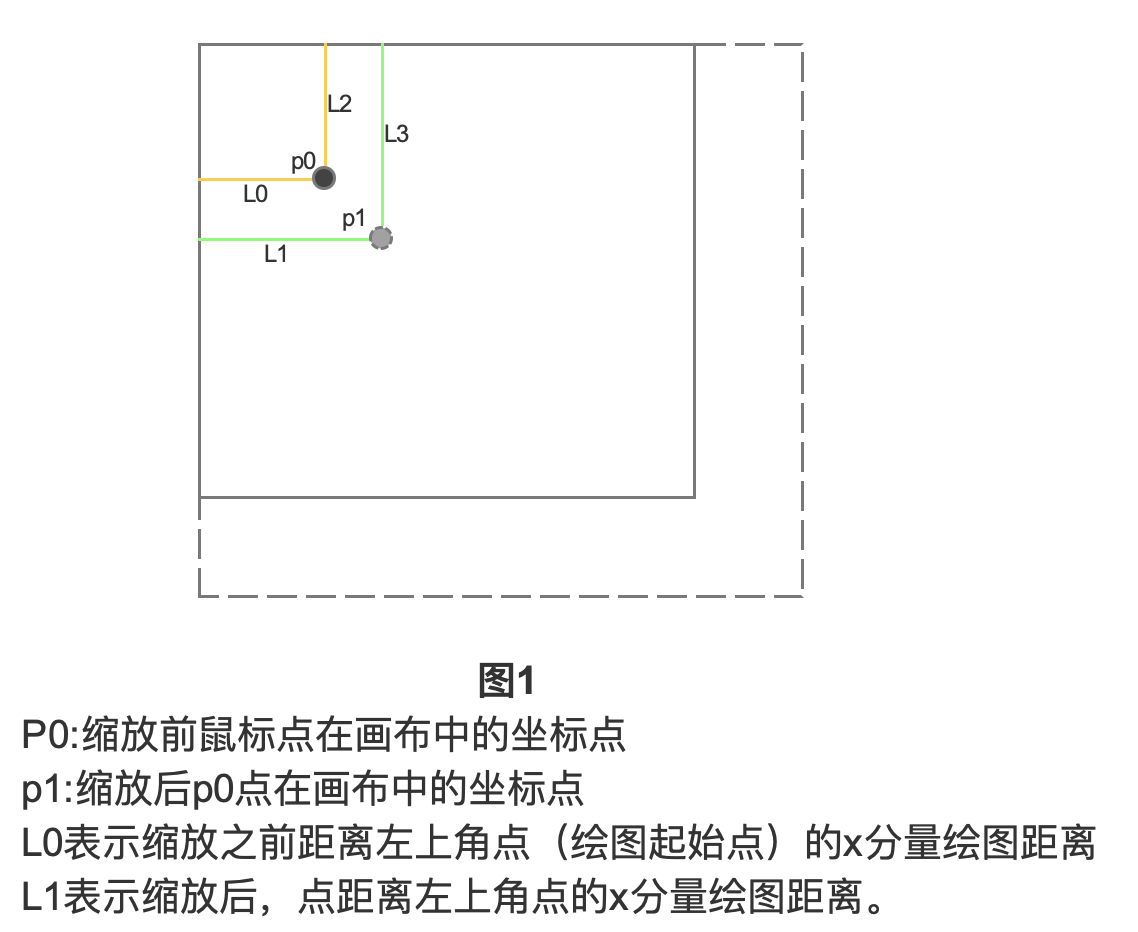 L2
L3
p0
L0
p1
L1
图1
P0:缩放前鼠标点在画布中的坐标点
p1:缩放后p0点在画布中的坐标点
L0表示缩放之前距离左上角点（绘图起始点）的x分量绘图距离
L1表示缩放后，点距离左上角点的x分量绘图距离。